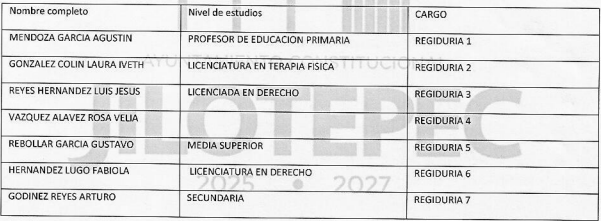 Nombre completo Nivel de estudios CARGO
MENDOZA GARCIA AGUSTIN PROFESOR DE EDUCACION PRIMARIA REGIDURIA 1
GONZALEZ COLIN LAURA IVETH LICENCIATURA EN TERAPIA FISICA REGIDURIA 2
REYES HERNANDEZ LUIS JESUS LICENCIADA EN DERECHO REGIDURIA 3
VAZQUEZ ALAVEZ ROSA VELIA REGIDURIA 4
REBOLLAR GARCIA GUSTAVO MEDIA SUPERIOR REGIDURIA 5
HERNANDEZ LUGO FABIOLA LICENCIATURA EN DERECHO REGIDURIA 6
GODINEZ REYES ARTURO SECUNDARIA REGIDURIA 7
AYUNTAMIENTO CONSTITUCIONAL
JILOTEPEC
2025 • 2027